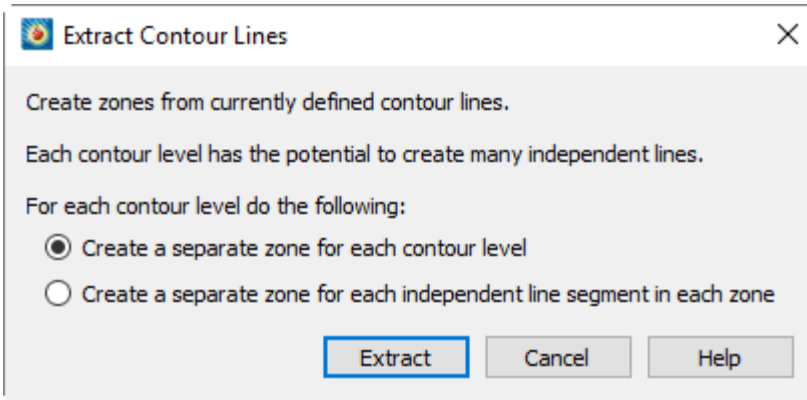 Extract Contour Lines
Create zones from currently defined contour lines.
Each contour level has the potential to create many independent lines.
For each contour level do the following:
Create a separate zone for each contour level
Create a separate zone for each independent line segment in each zone
Extract
Cancel
Help